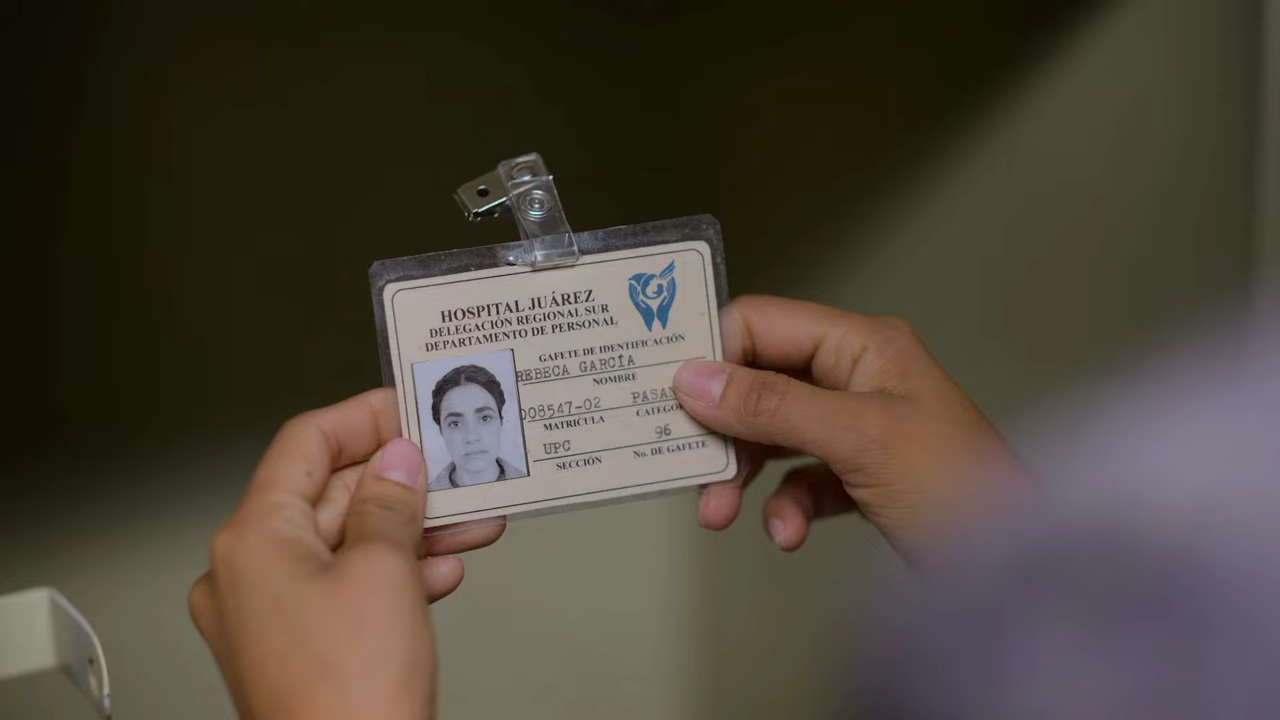 HOSPITAL JUÁREZ
DELEGACIÓN REGIONAL SUR
DEPARTAMENTO DE PERSONAL
GAFETE DE IDENTIFICACIÓN
REBECA GARCÍA
NOMBRE
008547-02
MATRICULA
UPC 96
SECCIÓN No. DE GAFETE